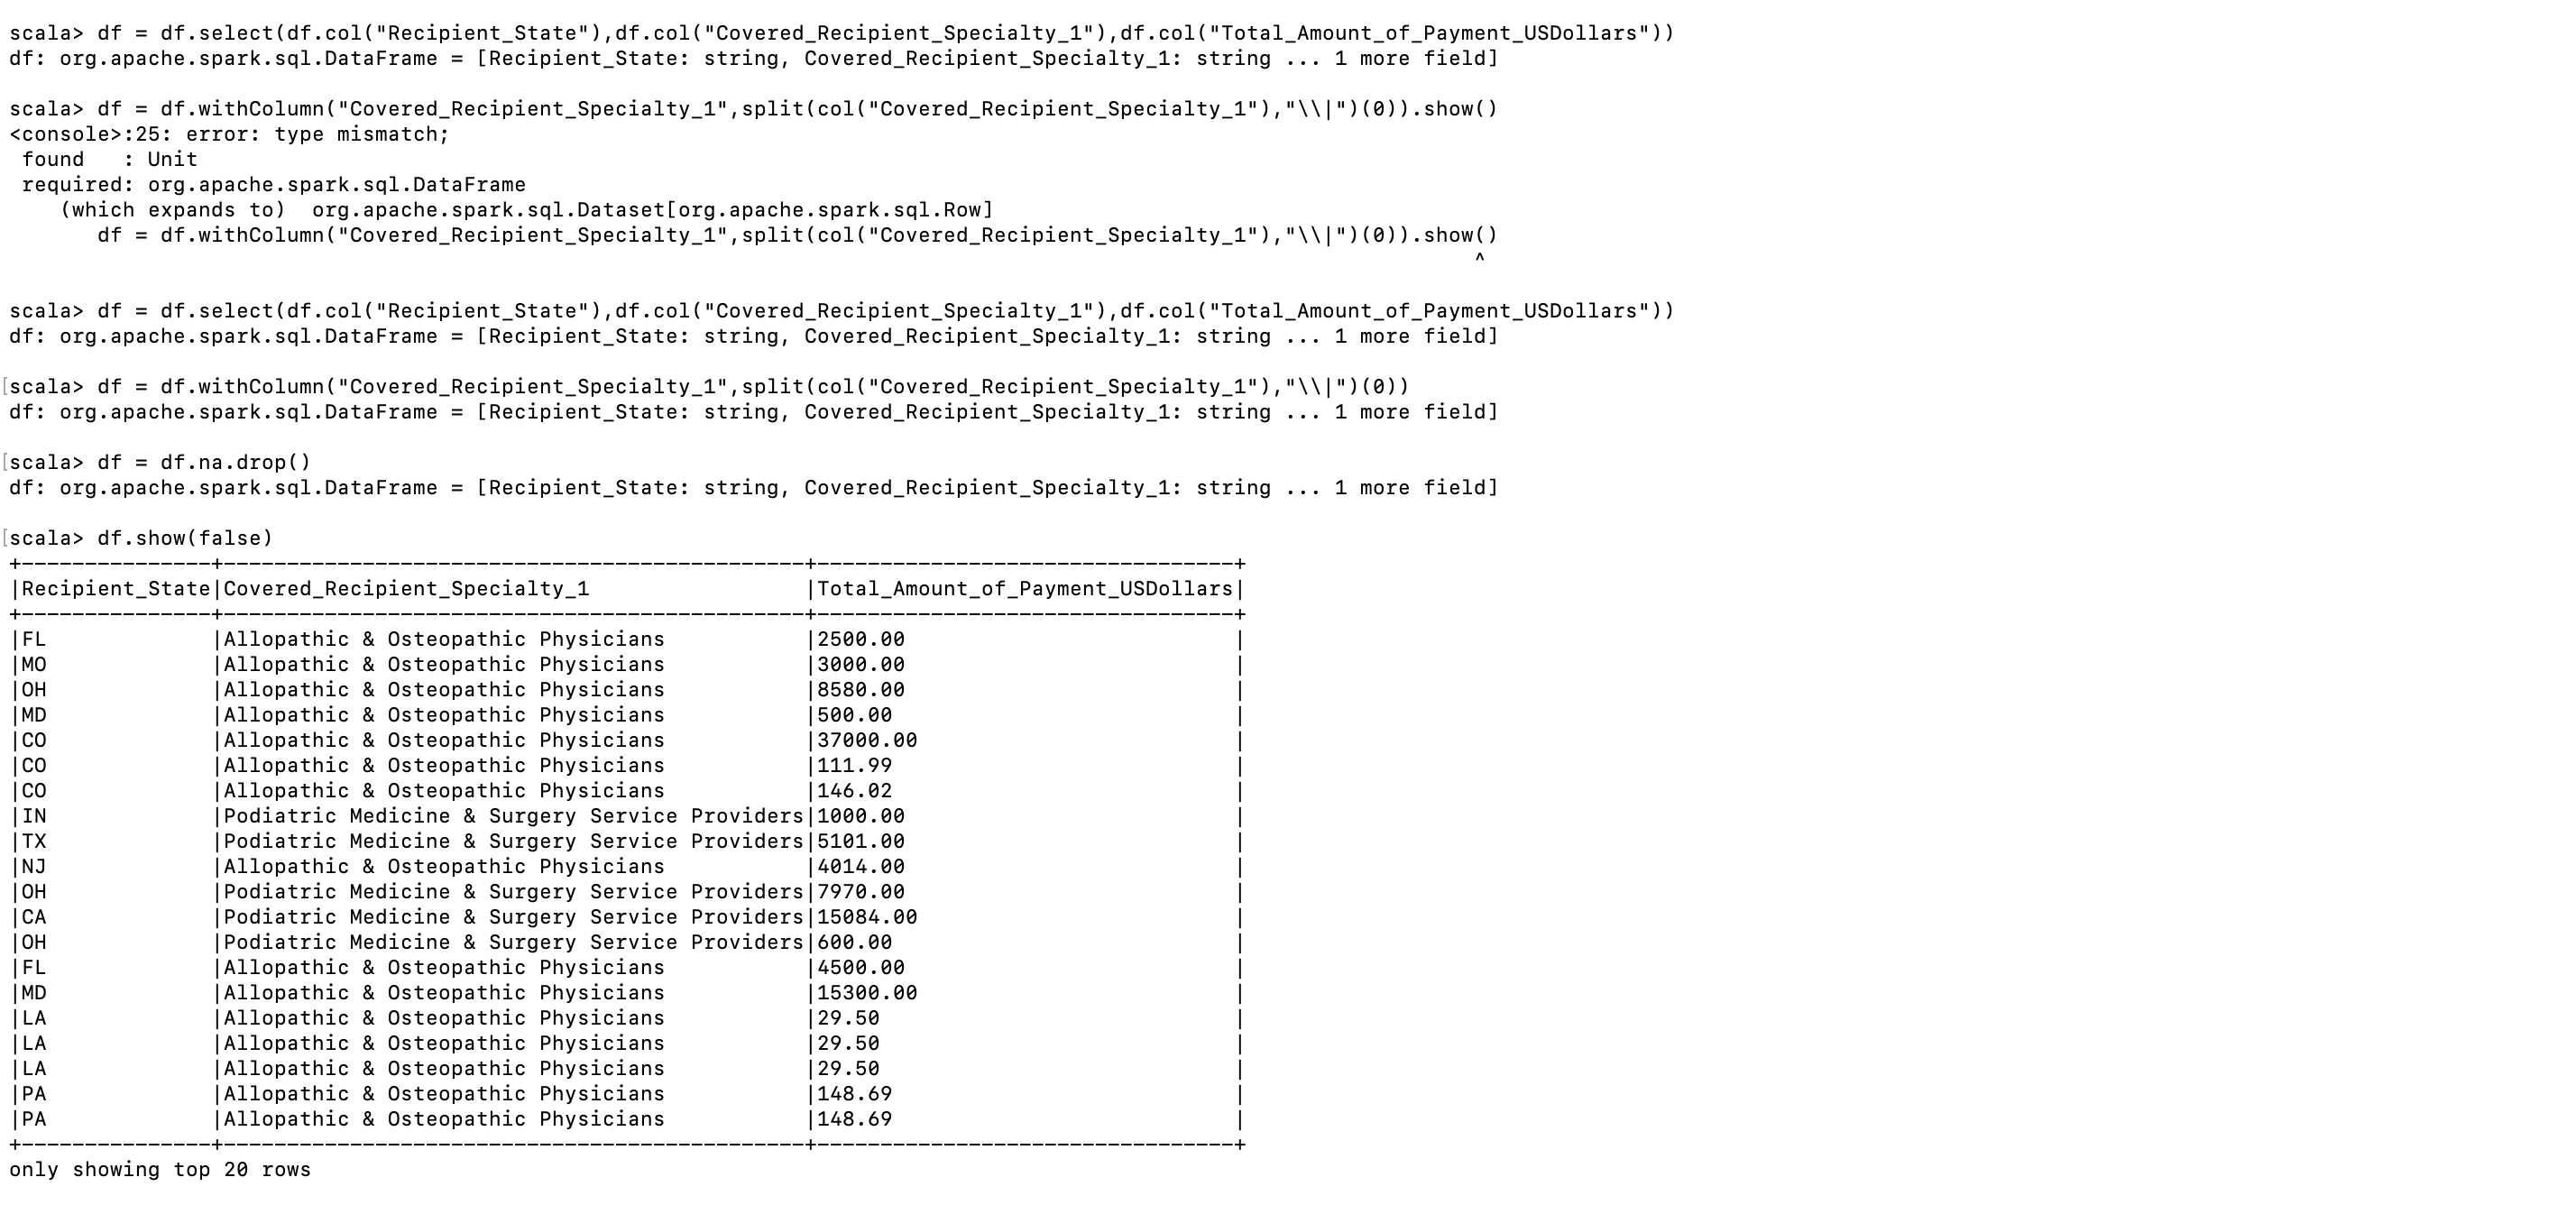 scala> df = df.select(df.col("Recipient_State"),df.col("Covered_Recipient_Specialty_1"),df.col("Total_Amount_of_Payment_USDollars"))
df: org.apache.spark.sql.DataFrame = [Recipient_State: string, Covered_Recipient_Specialty_1: string ... 1 more field]

scala> df = df.withColumn("Covered_Recipient_Specialty_1",split(col("Covered_Recipient_Specialty_1"),"\\|")(0)).show()
<console>:25: error: type mismatch;
 found   : Unit
 required: org.apache.spark.sql.DataFrame
    (which expands to)  org.apache.spark.sql.Dataset[org.apache.spark.sql.Row]
       df = df.withColumn("Covered_Recipient_Specialty_1",split(col("Covered_Recipient_Specialty_1"),"\\|")(0)).show()
                                                                                                                    ^

scala> df = df.select(df.col("Recipient_State"),df.col("Covered_Recipient_Specialty_1"),df.col("Total_Amount_of_Payment_USDollars"))
df: org.apache.spark.sql.DataFrame = [Recipient_State: string, Covered_Recipient_Specialty_1: string ... 1 more field]

[scala> df = df.withColumn("Covered_Recipient_Specialty_1",split(col("Covered_Recipient_Specialty_1"),"\\|")(0))
df: org.apache.spark.sql.DataFrame = [Recipient_State: string, Covered_Recipient_Specialty_1: string ... 1 more field]

[scala> df = df.na.drop()
df: org.apache.spark.sql.DataFrame = [Recipient_State: string, Covered_Recipient_Specialty_1: string ... 1 more field]

[scala> df.show(false)
+---------------+----------------------------------------------+---------------------------------+
|Recipient_State|Covered_Recipient_Specialty_1                 |Total_Amount_of_Payment_USDollars|
+---------------+----------------------------------------------+---------------------------------+
|FL             |Allopathic & Osteopathic Physicians           |2500.00                          |
|MO             |Allopathic & Osteopathic Physicians           |3000.00                          |
|OH             |Allopathic & Osteopathic Physicians           |8580.00                          |
|MD             |Allopathic & Osteopathic Physicians           |500.00                           |
|CO             |Allopathic & Osteopathic Physicians           |37000.00                         |
|CO             |Allopathic & Osteopathic Physicians           |111.99                           |
|CO             |Allopathic & Osteopathic Physicians           |146.02                           |
|IN             |Podiatric Medicine & Surgery Service Providers|1000.00                          |
|TX             |Podiatric Medicine & Surgery Service Providers|5101.00                          |
|NJ             |Allopathic & Osteopathic Physicians           |4014.00                          |
|OH             |Podiatric Medicine & Surgery Service Providers|7970.00                          |
|CA             |Podiatric Medicine & Surgery Service Providers|15084.00                         |
|OH             |Podiatric Medicine & Surgery Service Providers|600.00                           |
|FL             |Allopathic & Osteopathic Physicians           |4500.00                          |
|MD             |Allopathic & Osteopathic Physicians           |15300.00                         |
|LA             |Allopathic & Osteopathic Physicians           |29.50                            |
|LA             |Allopathic & Osteopathic Physicians           |29.50                            |
|LA             |Allopathic & Osteopathic Physicians           |29.50                            |
|PA             |Allopathic & Osteopathic Physicians           |148.69                           |
|PA             |Allopathic & Osteopathic Physicians           |148.69                           |
+---------------+----------------------------------------------+---------------------------------+
only showing top 20 rows